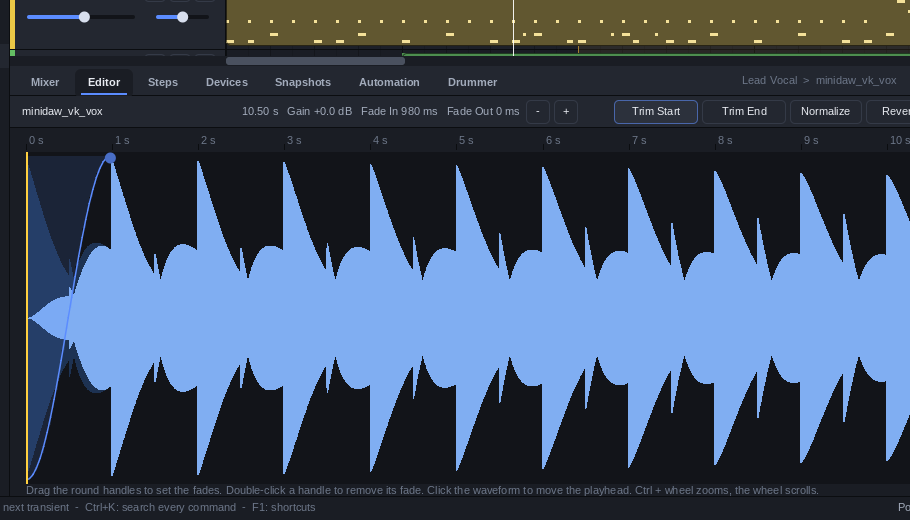 Mixer Editor Steps Devices Snapshots Automation Drummer Lead Vocal > minidaw_vk_vox
minidaw_vk_vox 10.50 s Gain +0.0 dB Fade In 980 ms Fade Out 0 ms - + Trim Start Trim End Normalize Rever
0 s 1 s 2 s 3 s 4 s 5 s 6 s 7 s 8 s 9 s 10 s
Drag the round handles to set the fades. Double-click a handle to remove its fade. Click the waveform to move the playhead. Ctrl + wheel zooms, the wheel scrolls.
next transient - Ctrl+K: search every command - F1: shortcuts Po